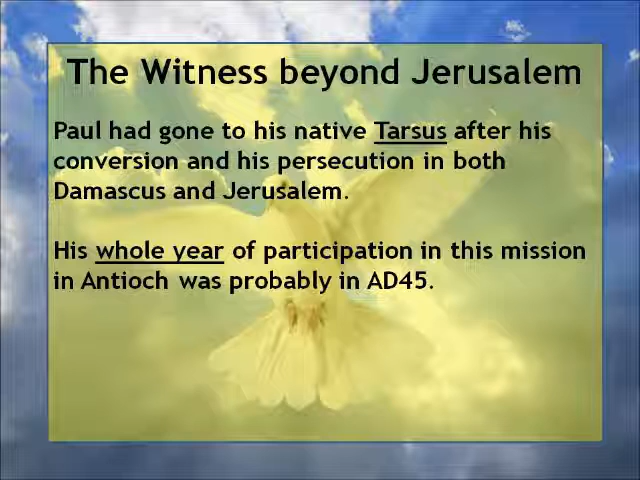 The Witness beyond Jerusalem
Paul had gone to his native Tarsus after his
conversion and his persecution in both
Damascus and Jerusalem.
His whole year of participation in this mission
in Antioch was probably in AD45.